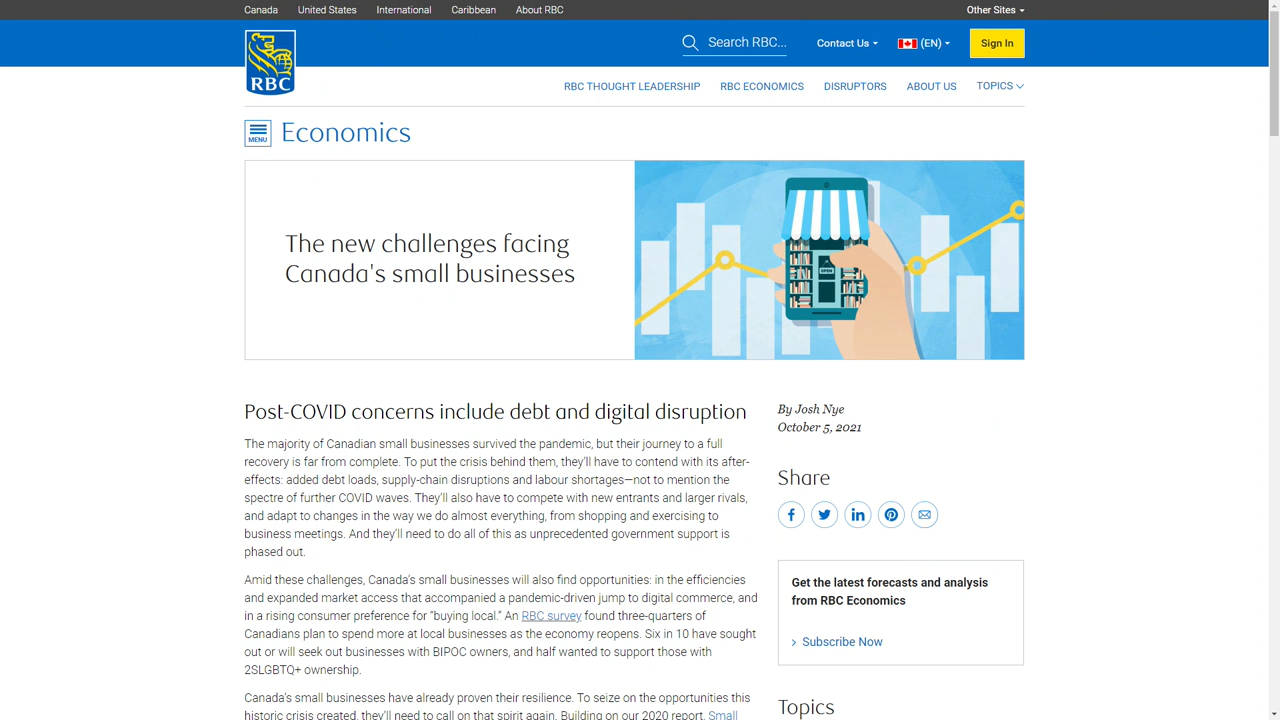 Canada United States International Caribbean About RBC Other Sites
RBC
Search RBC... Contact Us (EN) Sign In
RBC THOUGHT LEADERSHIP RBC ECONOMICS DISRUPTORS ABOUT US TOPICS
MENU
Economics
The new challenges facing
Canada's small businesses
OPEN
Post-COVID concerns include debt and digital disruption
The majority of Canadian small businesses survived the pandemic, but their journey to a full
recovery is far from complete. To put the crisis behind them, they’ll have to contend with its after-
effects: added debt loads, supply-chain disruptions and labour shortages—not to mention the
spectre of further COVID waves. They’ll also have to compete with new entrants and larger rivals,
and adapt to changes in the way we do almost everything, from shopping and exercising to
business meetings. And they’ll need to do all of this as unprecedented government support is
phased out.
Amid these challenges, Canada’s small businesses will also find opportunities: in the efficiencies
and expanded market access that accompanied a pandemic-driven jump to digital commerce, and
in a rising consumer preference for “buying local.” An RBC survey found three-quarters of
Canadians plan to spend more at local businesses as the economy reopens. Six in 10 have sought
out or will seek out businesses with BIPOC owners, and half wanted to support those with
2SLGBTQ+ ownership.
Canada’s small businesses have already proven their resilience. To seize on the opportunities this
historic crisis created, they’ll need to call on that spirit again. Building on our 2020 report, Small
By Josh Nye
October 5, 2021
Share
Get the latest forecasts and analysis
from RBC Economics
Subscribe Now
Topics